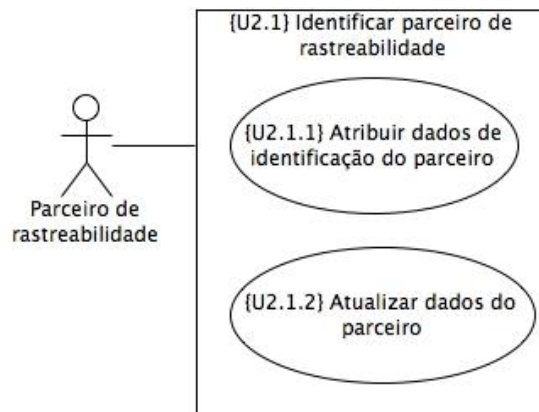 {U2.1} Identificar parceiro de
rastreabilidade
{U2.1.1} Atribuir dados de
identificação do parceiro
Parceiro de
rastreabilidade
{U2.1.2} Atualizar dados do
parceiro